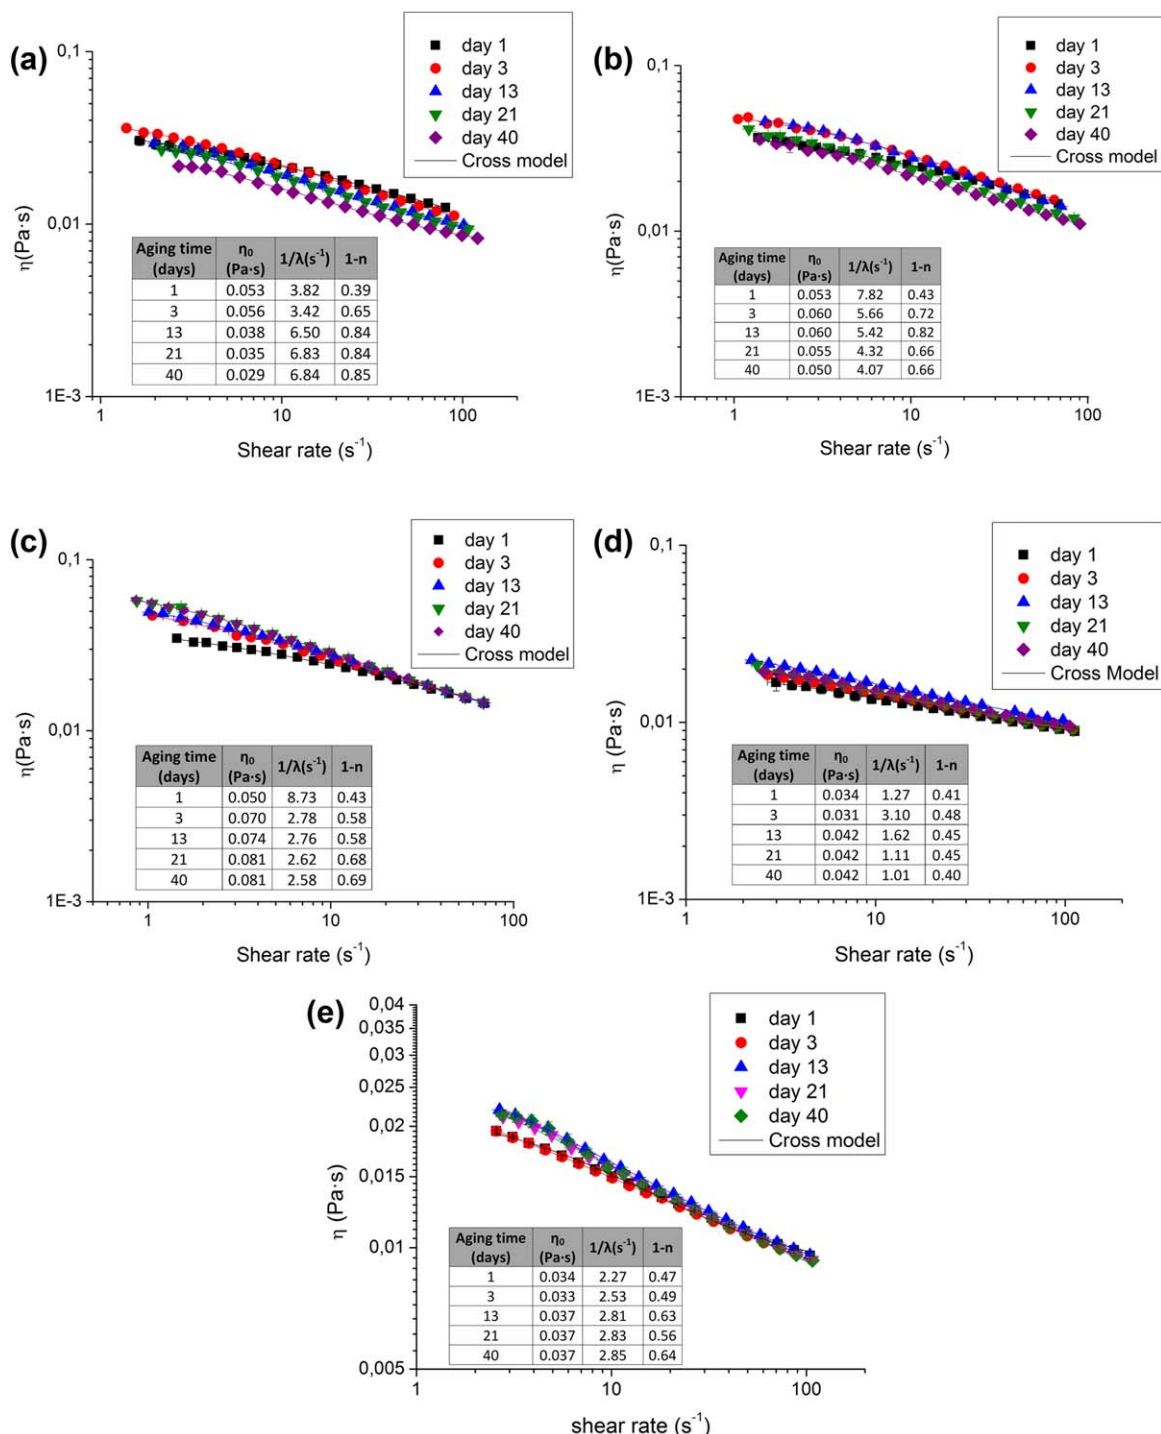 (a)
day 1
day 3
day 13
day 21
day 40
Cross model
0,1
0,01
1E-3
η(Pa·s)
Aging time (days) η₀ (Pa·s) 1/λ(s⁻¹) 1-n
1 0.053 3.82 0.39
3 0.056 3.42 0.65
13 0.038 6.50 0.84
21 0.035 6.83 0.84
40 0.029 6.84 0.85
1 10 100
Shear rate (s⁻¹)
(b)
day 1
day 3
day 13
day 21
day 40
Cross model
0,1
0,01
1E-3
η(Pa·s)
Aging time (days) η₀ (Pa·s) 1/λ(s⁻¹) 1-n
1 0.053 7.82 0.43
3 0.060 5.66 0.72
13 0.060 5.42 0.82
21 0.055 4.32 0.66
40 0.050 4.07 0.66
1 10 100
Shear rate (s⁻¹)
(c)
day 1
day 3
day 13
day 21
day 40
Cross model
0,1
0,01
1E-3
η(Pa·s)
Aging time (days) η₀ (Pa·s) 1/λ(s⁻¹) 1-n
1 0.050 8.73 0.43
3 0.070 2.78 0.58
13 0.074 2.76 0.58
21 0.081 2.62 0.68
40 0.081 2.58 0.69
1 10 100
Shear rate (s⁻¹)
(d)
day 1
day 3
day 13
day 21
day 40
Cross Model
0,1
0,01
1E-3
η (Pa·s)
Aging time (days) η₀ (Pa·s) 1/λ(s⁻¹) 1-n
1 0.034 1.27 0.41
3 0.031 3.10 0.48
13 0.042 1.62 0.45
21 0.042 1.11 0.45
40 0.042 1.01 0.40
1 10 100
Shear rate (s⁻¹)
(e)
day 1
day 3
day 13
day 21
day 40
Cross model
0,04
0,035
0,03
0,025
0,02
0,015
0,01
0,005
η (Pa·s)
Aging time (days) η₀ (Pa·s) 1/λ(s⁻¹) 1-n
1 0.034 2.27 0.47
3 0.033 2.53 0.49
13 0.037 2.81 0.63
21 0.037 2.83 0.56
40 0.037 2.85 0.64
1 10 100
shear rate (s⁻¹)